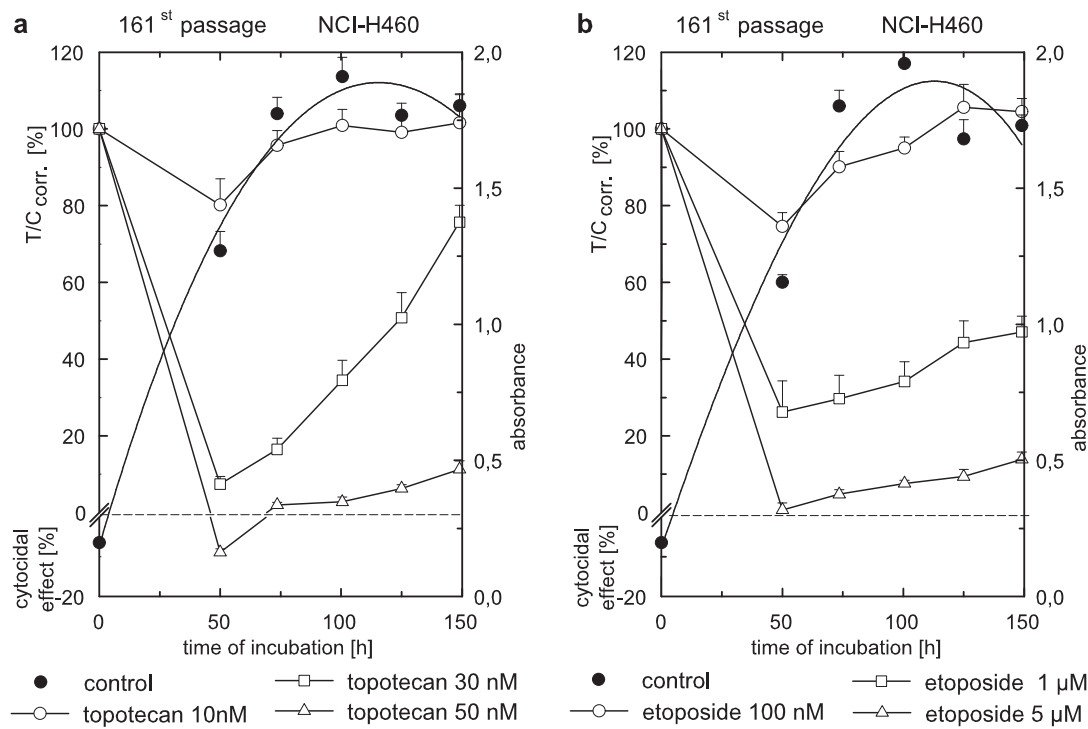 a 161 st passage NCI-H460
120
100
80
60
40
20
0
-20
T/C corr. [%]
cytocidal
effect [%]
2,0
1,5
1,0
0,5
0,0
absorbance
0 50 100 150
time of incubation [h]
control
topotecan 10nM
topotecan 30 nM
topotecan 50 nM
b 161 st passage NCI-H460
120
100
80
60
40
20
0
-20
T/C corr. [%]
cytocidal
effect [%]
2,0
1,5
1,0
0,5
0,0
absorbance
0 50 100 150
time of incubation [h]
control
etoposide 100 nM
etoposide 1 µM
etoposide 5 µM